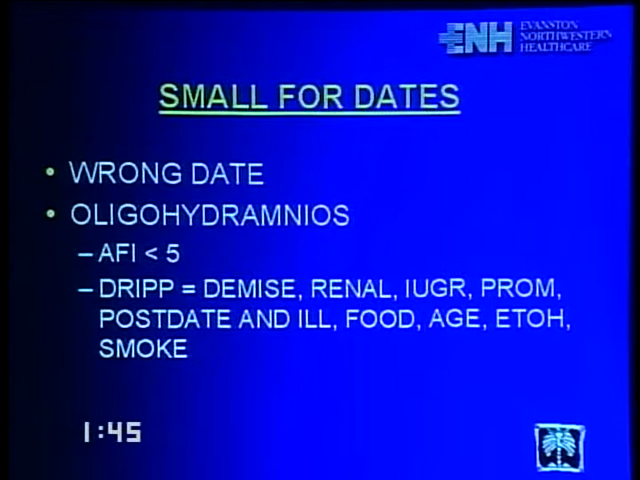 ENH EVANSTON
NORTHWESTERN
HEALTHCARE
SMALL FOR DATES
• WRONG DATE
• OLIGOHYDRAMNIOS
– AFI < 5
– DRIPP = DEMISE, RENAL, IUGR, PROM,
POSTDATE AND ILL, FOOD, AGE, ETOH,
SMOKE
1:45